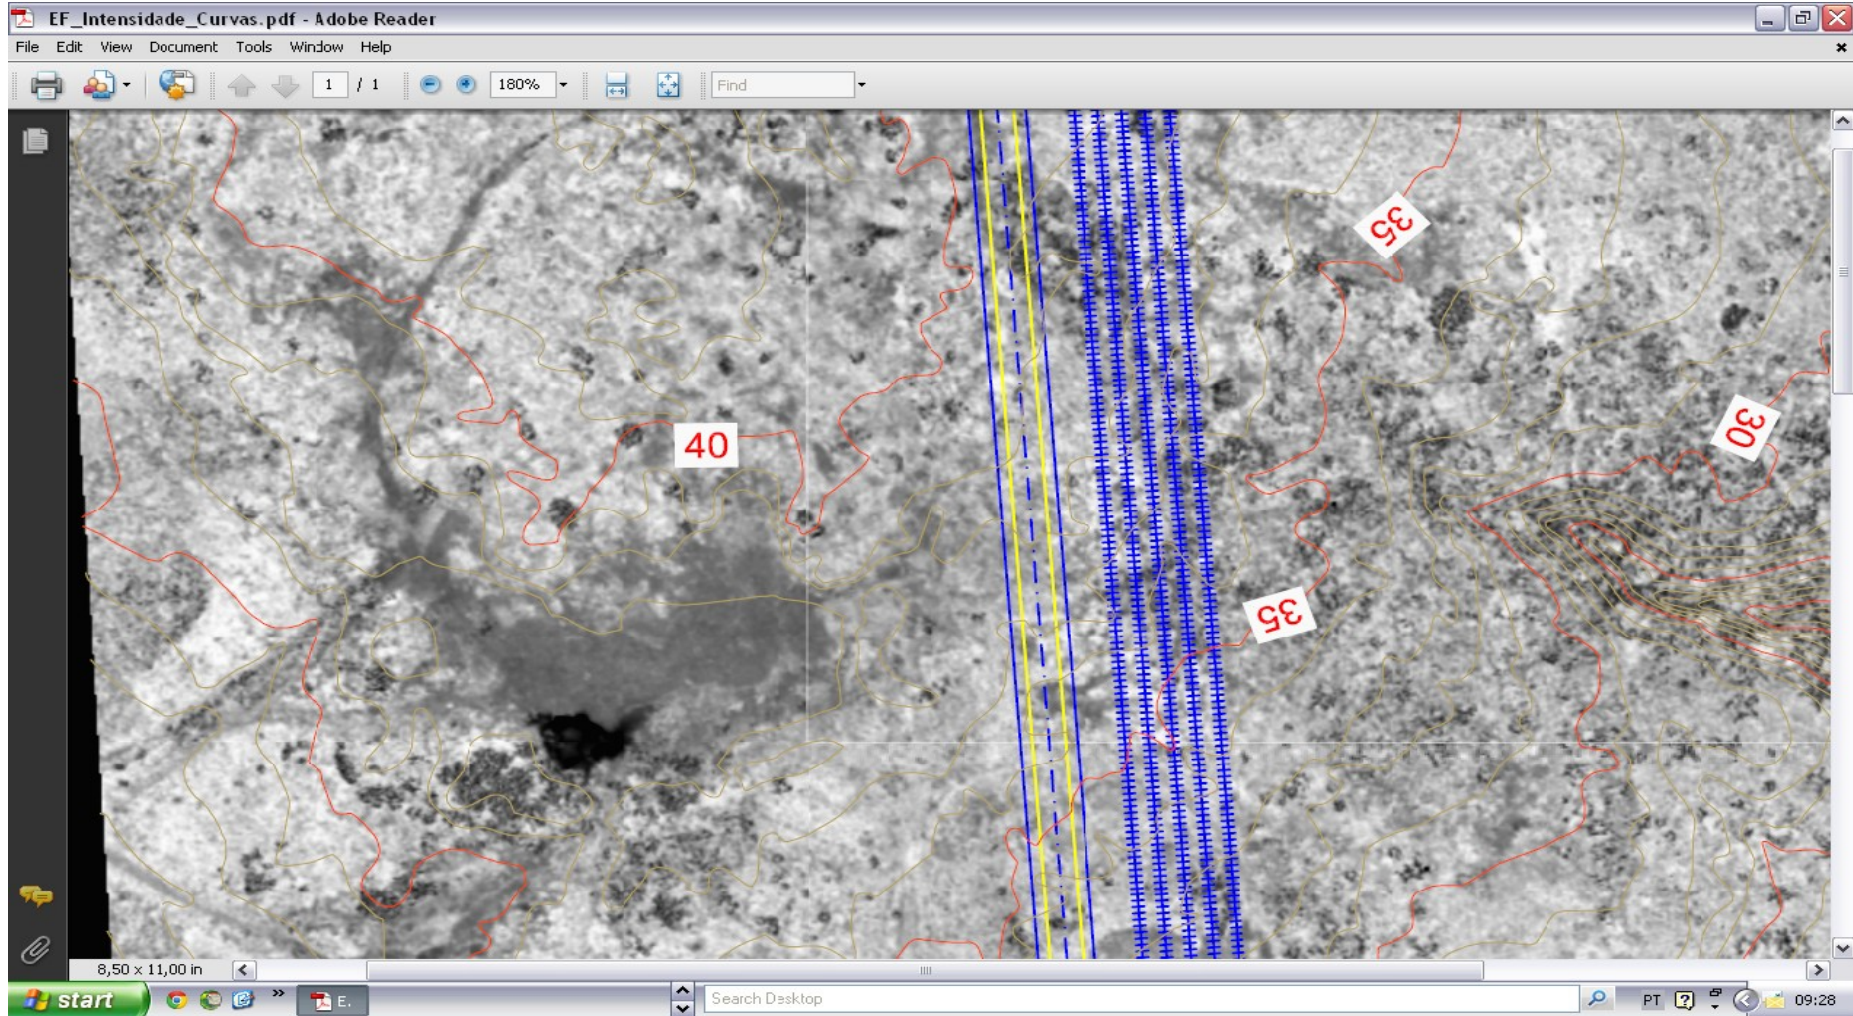 EF_Intensidade_Curvas.pdf - Adobe Reader
File Edit View Document Tools Window Help
1 / 1 180% Find
35
40
30
35
8,50 x 11,00 in
start E. Search Desktop PT 09:28